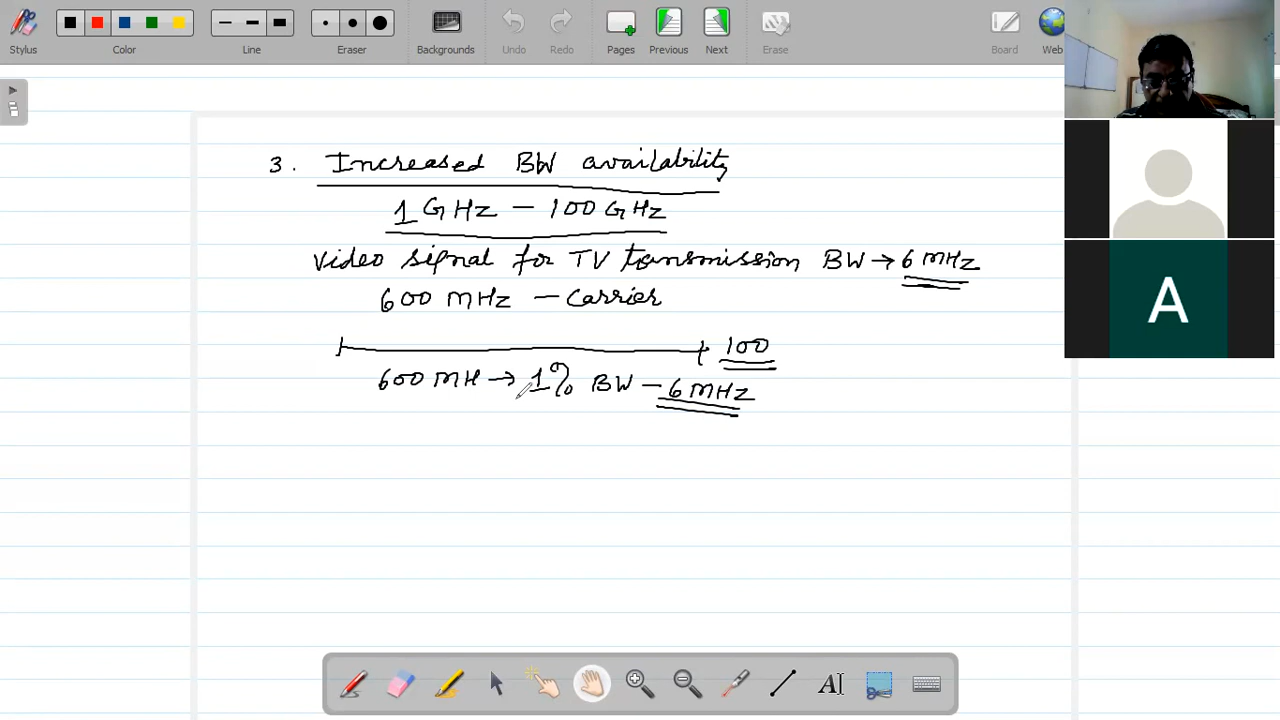 Stylus
Color
Line
Eraser
Backgrounds
Undo
Redo
Pages
Previous
Next
Erase
Board
Web
3. Increased BW availability
1 GHz - 100 GHz
Video signal for TV transmission BW → 6 MHz
600 MHz - Carrier
100
600 MH → 1% BW - 6 MHz
A
AI